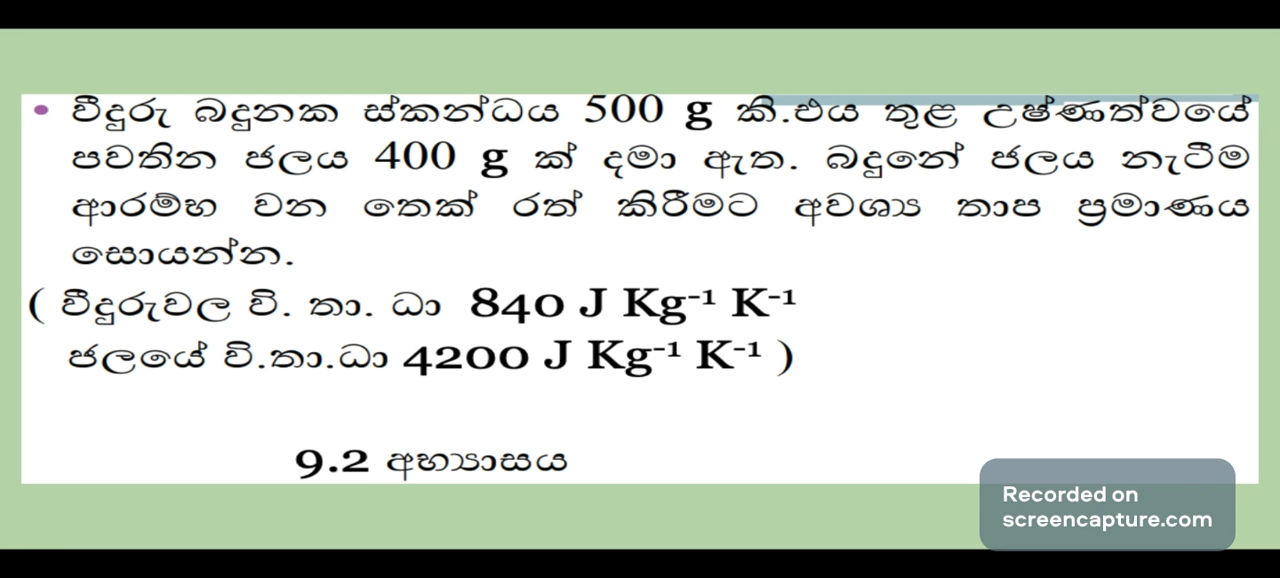 • වීදුරු බදුනක ස්කන්ධය 500 g කි.එය තුළ උෂ්ණත්වයේ
පවතින ජලය 400 g ක් දමා ඇත. බදුනේ ජලය නැටීම
ආරම්භ වන තෙක් රත් කිරීමට අවශ්‍ය තාප ප්‍රමාණය
සොයන්න.
( වීදුරුවල වි. තා. ධා 840 J Kg⁻¹ K⁻¹
ජලයේ වි.තා.ධා 4200 J Kg⁻¹ K⁻¹ )
9.2 අභ්‍යාසය
Recorded on
screencapture.com